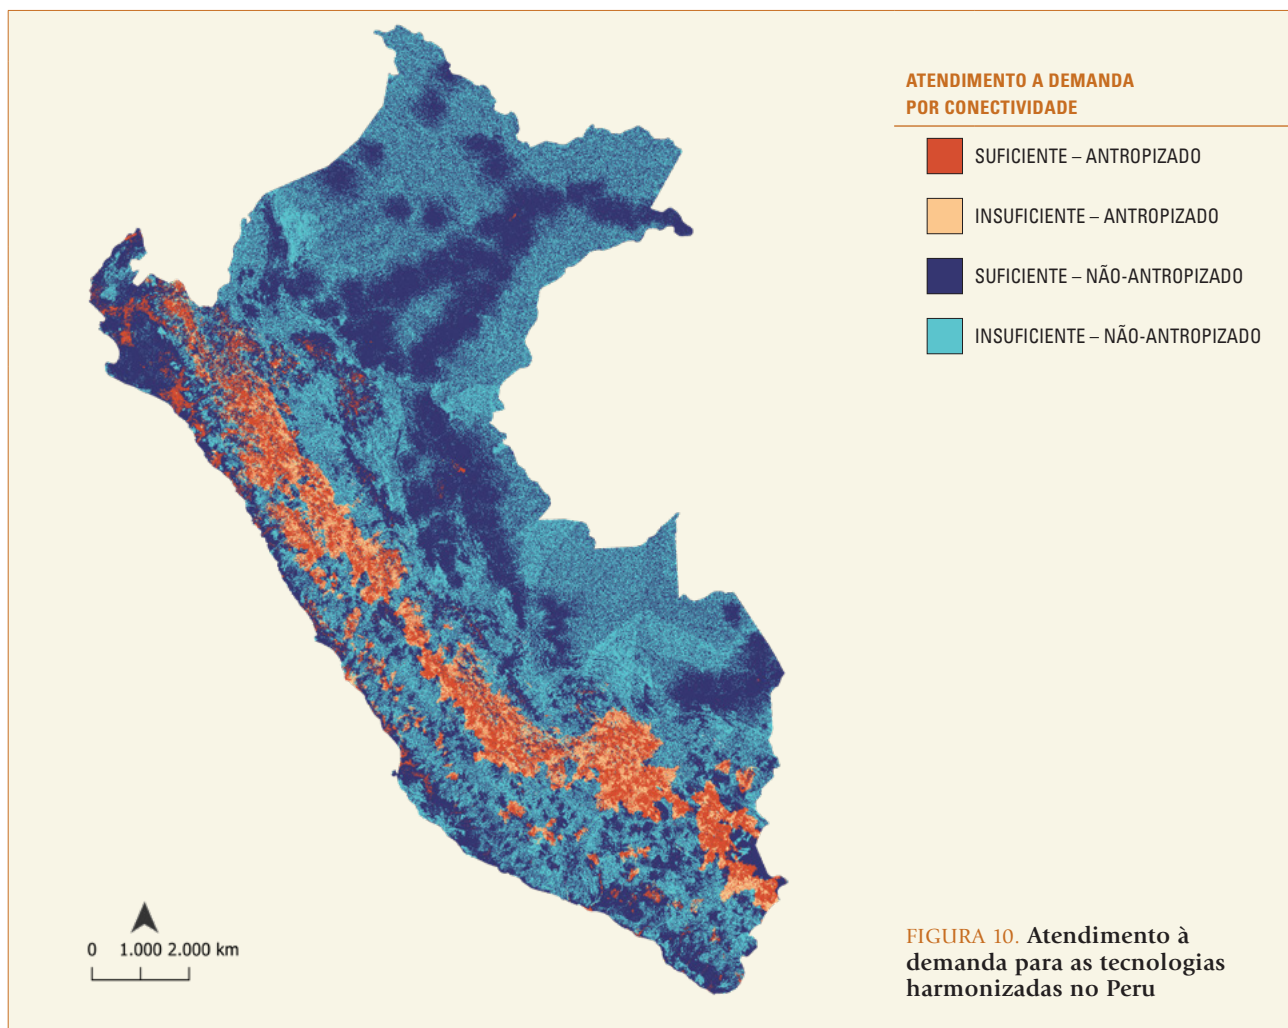 ATENDIMENTO A DEMANDA
POR CONECTIVIDADE
SUFICIENTE – ANTROPIZADO
INSUFICIENTE – ANTROPIZADO
SUFICIENTE – NÃO-ANTROPIZADO
INSUFICIENTE – NÃO-ANTROPIZADO
0 1.000 2.000 km
FIGURA 10. Atendimento à
demanda para as tecnologias
harmonizadas no Peru